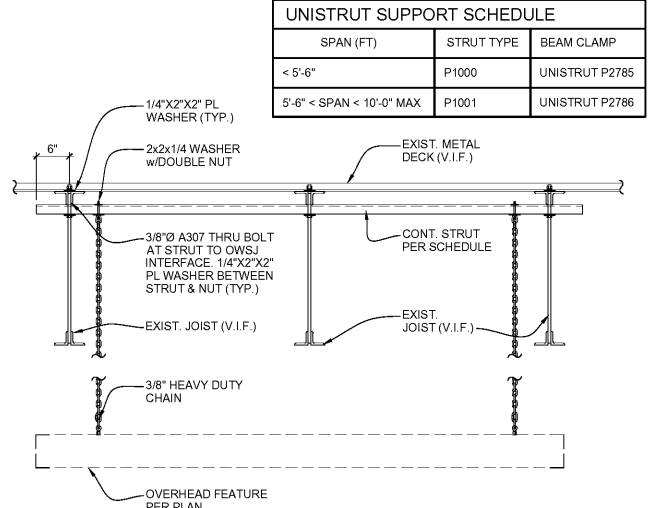 UNISTRUT SUPPORT SCHEDULE
SPAN (FT) STRUT TYPE BEAM CLAMP
< 5'-6" P1000 UNISTRUT P2785
5'-6" < SPAN < 10'-0" MAX P1001 UNISTRUT P2786
1/4"X2"X2" PL
WASHER (TYP.)
6"
2x2x1/4 WASHER
w/DOUBLE NUT
EXIST. METAL
DECK (V.I.F.)
3/8"Ø A307 THRU BOLT
AT STRUT TO OWSJ
INTERFACE. 1/4"X2"X2"
PL WASHER BETWEEN
STRUT & NUT (TYP.)
CONT. STRUT
PER SCHEDULE
EXIST. JOIST (V.I.F.)
EXIST.
JOIST (V.I.F.)
3/8" HEAVY DUTY
CHAIN
OVERHEAD FEATURE
PER PLAN